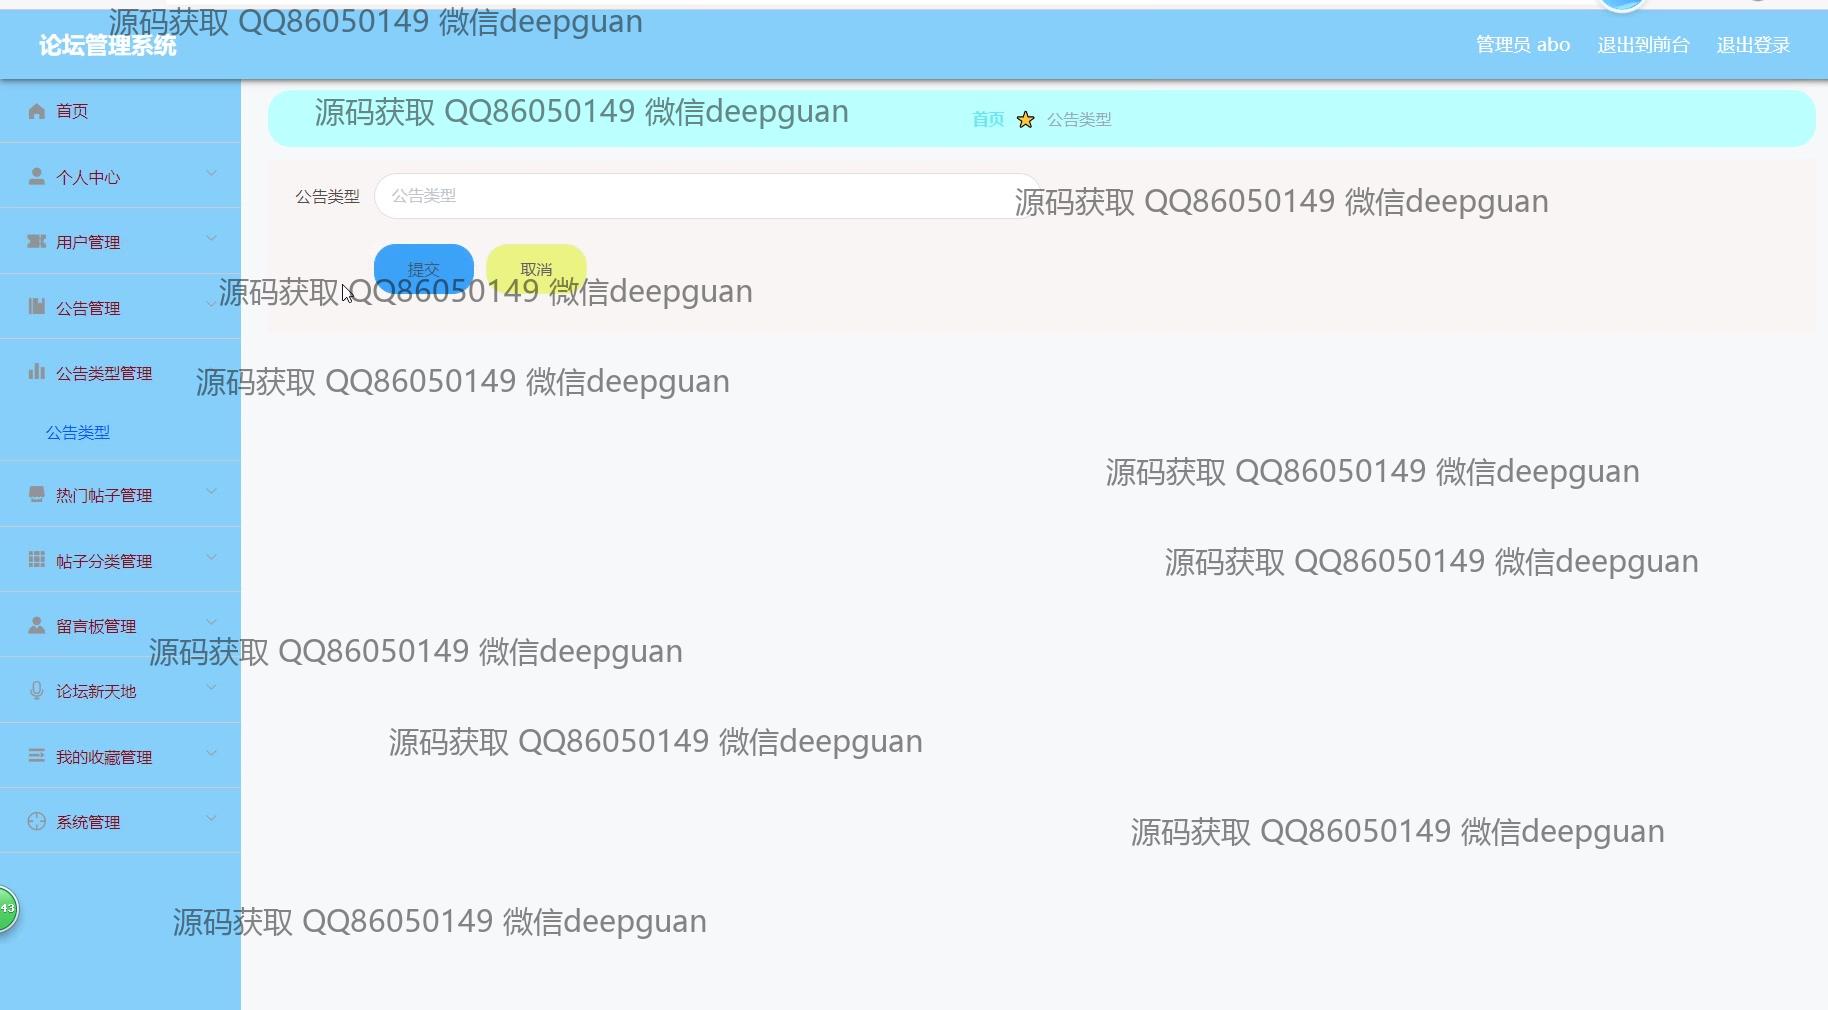 源码获取 QQ86050149 微信deepguan
论坛管理系统
管理员 abo 退出到前台 退出登录
首页
源码获取 QQ86050149 微信deepguan
首页 公告类型
个人中心
公告类型 公告类型
源码获取 QQ86050149 微信deepguan
用户管理
提交 取消
源码获取 QQ86050149 微信deepguan
公告管理
公告类型管理
源码获取 QQ86050149 微信deepguan
公告类型
源码获取 QQ86050149 微信deepguan
热门帖子管理
帖子分类管理
源码获取 QQ86050149 微信deepguan
留言板管理
源码获取 QQ86050149 微信deepguan
论坛新天地
源码获取 QQ86050149 微信deepguan
我的收藏管理
系统管理
源码获取 QQ86050149 微信deepguan
43
源码获取 QQ86050149 微信deepguan